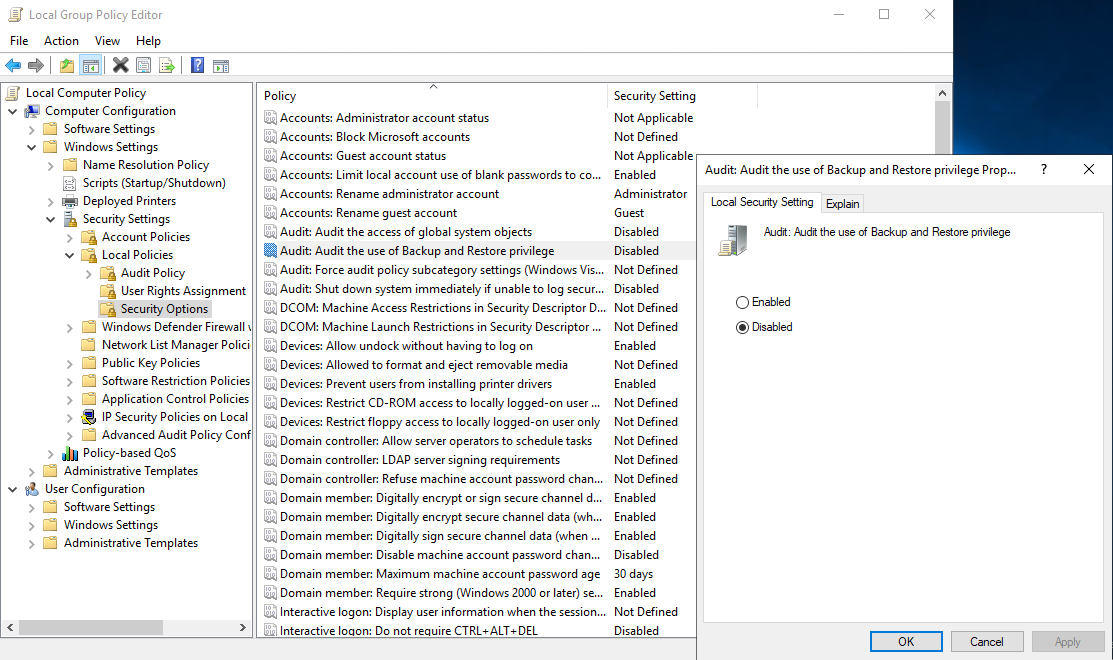 Local Group Policy Editor
File Action View Help
Local Computer Policy
Computer Configuration
Software Settings
Windows Settings
Name Resolution Policy
Scripts (Startup/Shutdown)
Deployed Printers
Security Settings
Account Policies
Local Policies
Audit Policy
User Rights Assignment
Security Options
Windows Defender Firewall
Network List Manager Polici
Public Key Policies
Software Restriction Policies
Application Control Policies
IP Security Policies on Local
Advanced Audit Policy Conf
Policy-based QoS
Administrative Templates
User Configuration
Software Settings
Windows Settings
Administrative Templates
Policy Security Setting
Accounts: Administrator account status Not Applicable
Accounts: Block Microsoft accounts Not Defined
Accounts: Guest account status Not Applicable
Accounts: Limit local account use of blank passwords to co... Enabled
Accounts: Rename administrator account Administrator
Accounts: Rename guest account Guest
Audit: Audit the access of global system objects Disabled
Audit: Audit the use of Backup and Restore privilege Disabled
Audit: Force audit policy subcategory settings (Windows Vis... Not Defined
Audit: Shut down system immediately if unable to log secur... Disabled
DCOM: Machine Access Restrictions in Security Descriptor D... Not Defined
DCOM: Machine Launch Restrictions in Security Descriptor ... Not Defined
Devices: Allow undock without having to log on Enabled
Devices: Allowed to format and eject removable media Not Defined
Devices: Prevent users from installing printer drivers Enabled
Devices: Restrict CD-ROM access to locally logged-on user ... Not Defined
Devices: Restrict floppy access to locally logged-on user only Not Defined
Domain controller: Allow server operators to schedule tasks Not Defined
Domain controller: LDAP server signing requirements Not Defined
Domain controller: Refuse machine account password chan... Not Defined
Domain member: Digitally encrypt or sign secure channel d... Enabled
Domain member: Digitally encrypt secure channel data (wh... Enabled
Domain member: Digitally sign secure channel data (when ... Enabled
Domain member: Disable machine account password chan... Disabled
Domain member: Maximum machine account password age 30 days
Domain member: Require strong (Windows 2000 or later) se... Enabled
Interactive logon: Display user information when the session... Not Defined
Interactive logon: Do not require CTRL+ALT+DEL Disabled
Audit: Audit the use of Backup and Restore privilege Prop... ?
Local Security Setting Explain
Audit: Audit the use of Backup and Restore privilege
Enabled
Disabled
OK Cancel Apply